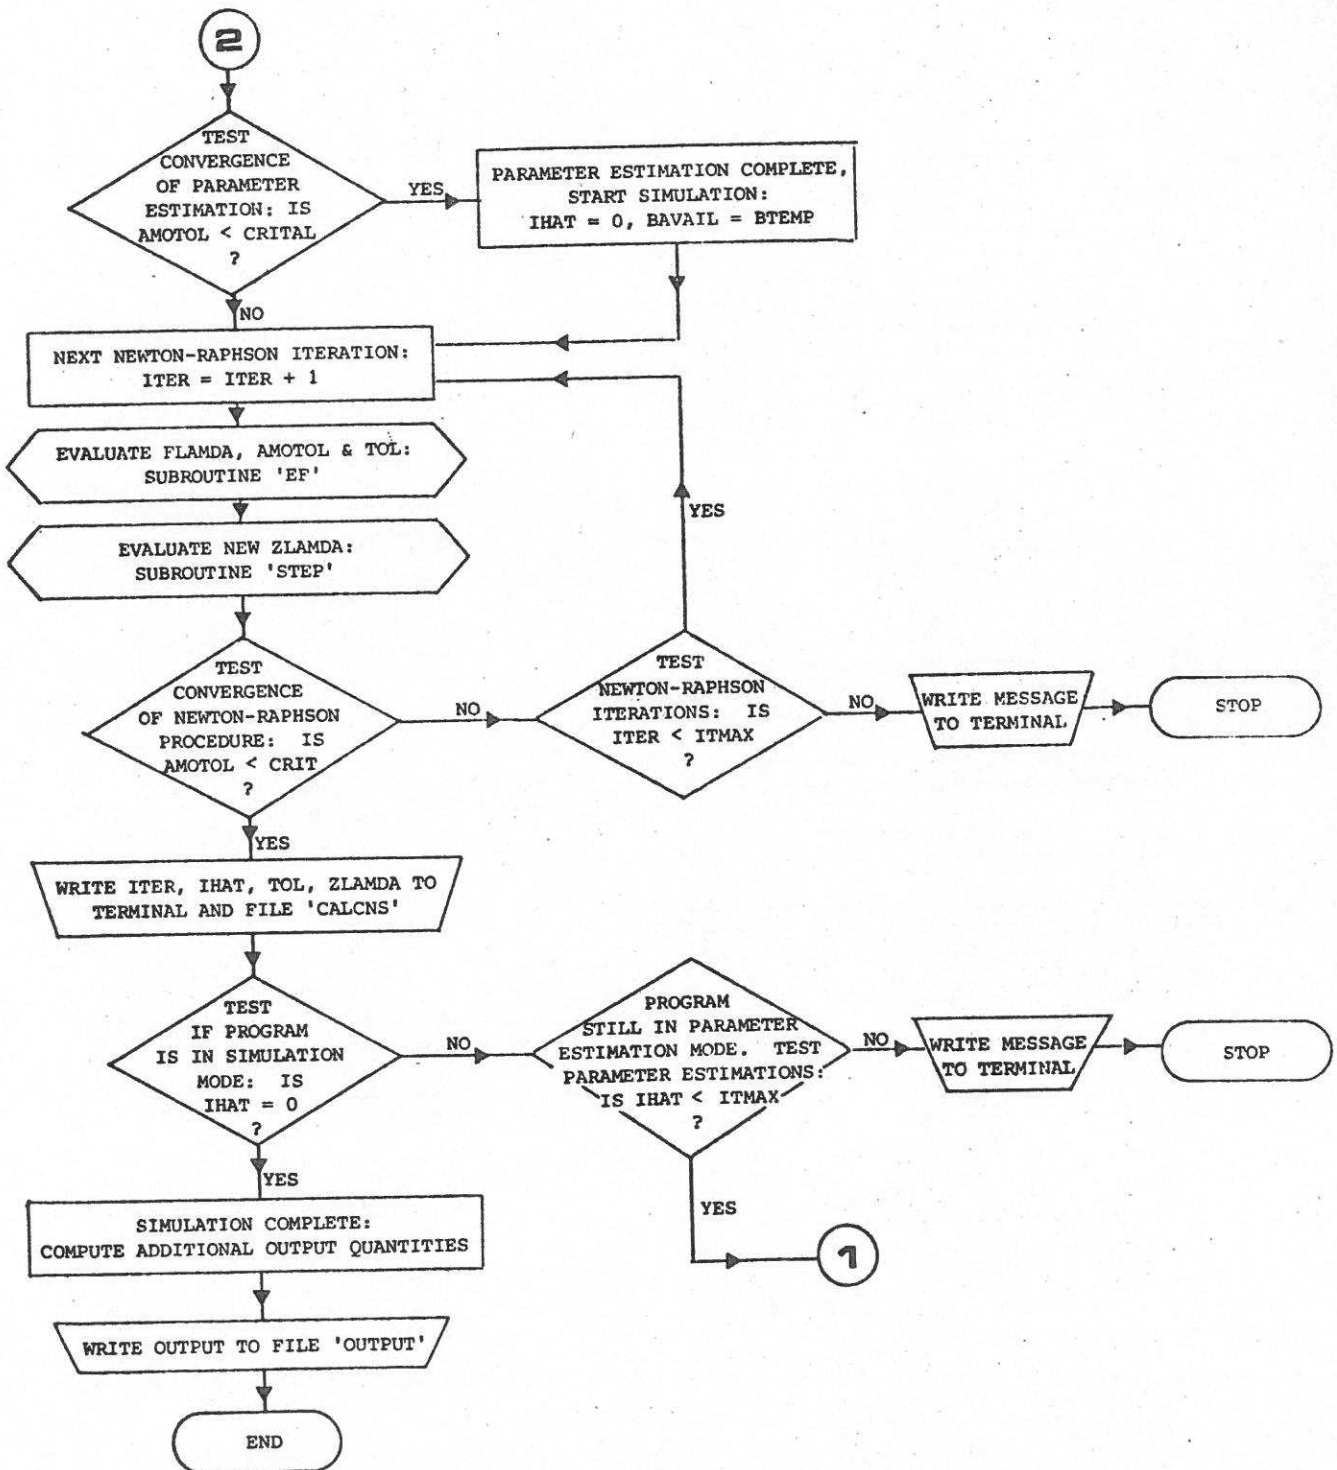 2
TEST
CONVERGENCE
OF PARAMETER
ESTIMATION: IS
AMOTOL < CRITAL
?
YES
PARAMETER ESTIMATION COMPLETE,
START SIMULATION:
IHAT = 0, BAVAIL = BTEMP
NO
NEXT NEWTON-RAPHSON ITERATION:
ITER = ITER + 1
EVALUATE FLAMDA, AMOTOL & TOL:
SUBROUTINE 'EF'
EVALUATE NEW ZLAMDA:
SUBROUTINE 'STEP'
YES
TEST
CONVERGENCE
OF NEWTON-RAPHSON
PROCEDURE: IS
AMOTOL < CRIT
?
NO
TEST
NEWTON-RAPHSON
ITERATIONS: IS
ITER < ITMAX
?
NO
WRITE MESSAGE
TO TERMINAL
STOP
YES
WRITE ITER, IHAT, TOL, ZLAMDA TO
TERMINAL AND FILE 'CALCNS'
TEST
IF PROGRAM
IS IN SIMULATION
MODE: IS
IHAT = 0
?
NO
PROGRAM
STILL IN PARAMETER
ESTIMATION MODE. TEST
PARAMETER ESTIMATIONS:
IS IHAT < ITMAX
?
NO
WRITE MESSAGE
TO TERMINAL
STOP
YES
SIMULATION COMPLETE:
COMPUTE ADDITIONAL OUTPUT QUANTITIES
YES
1
WRITE OUTPUT TO FILE 'OUTPUT'
END